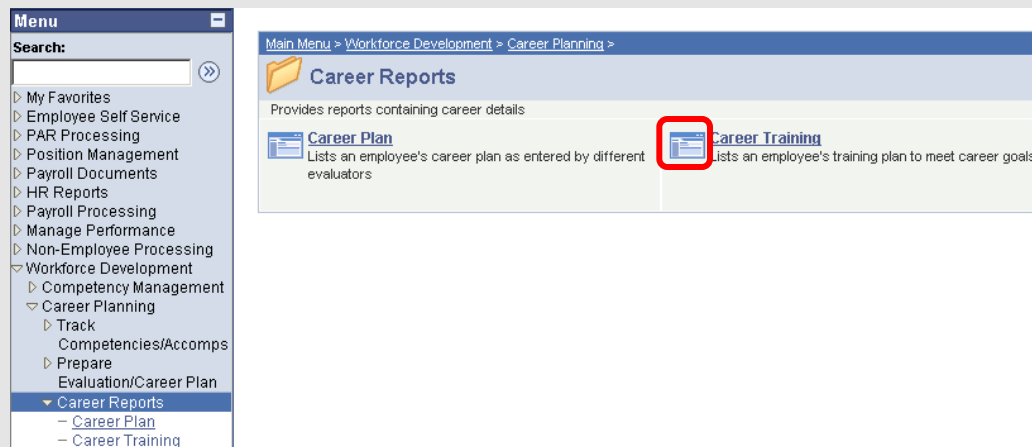 Menu
Search:
My Favorites
Employee Self Service
PAR Processing
Position Management
Payroll Documents
HR Reports
Payroll Processing
Manage Performance
Non-Employee Processing
Workforce Development
Competency Management
Career Planning
Track
Competencies/Accomps
Prepare
Evaluation/Career Plan
Career Reports
– Career Plan
– Career Training
Main Menu > Workforce Development > Career Planning >
Career Reports
Provides reports containing career details
Career Plan
Lists an employee's career plan as entered by different
evaluators
Career Training
Lists an employee's training plan to meet career goals